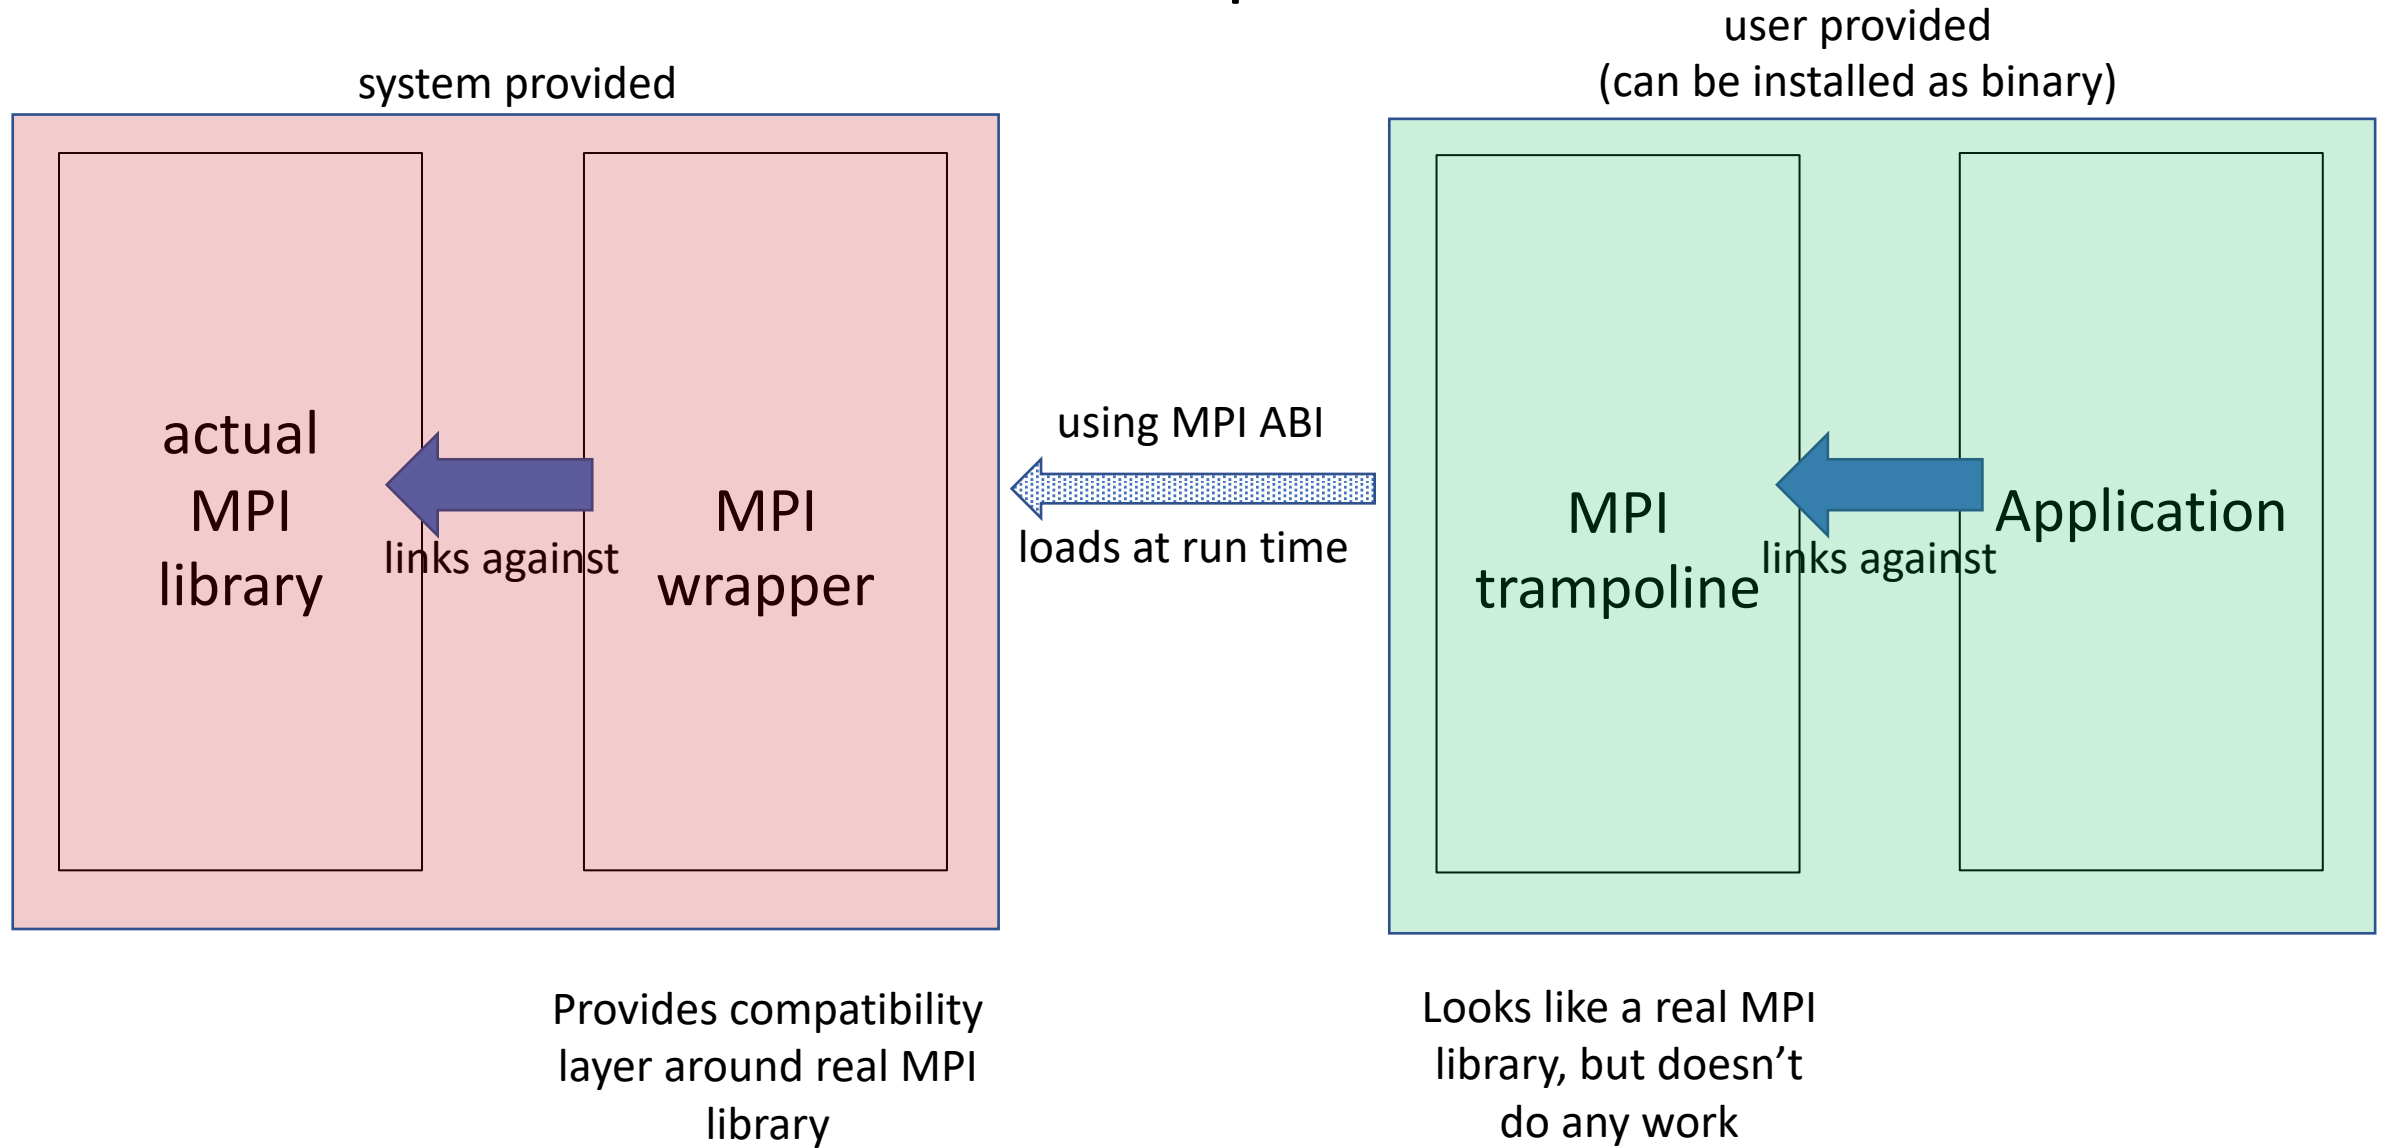 user provided
(can be installed as binary)
system provided
actual
MPI
library
links against
MPI
wrapper
using MPI ABI
loads at run time
MPI
trampoline
links against
Application
Provides compatibility
layer around real MPI
library
Looks like a real MPI
library, but doesn’t
do any work